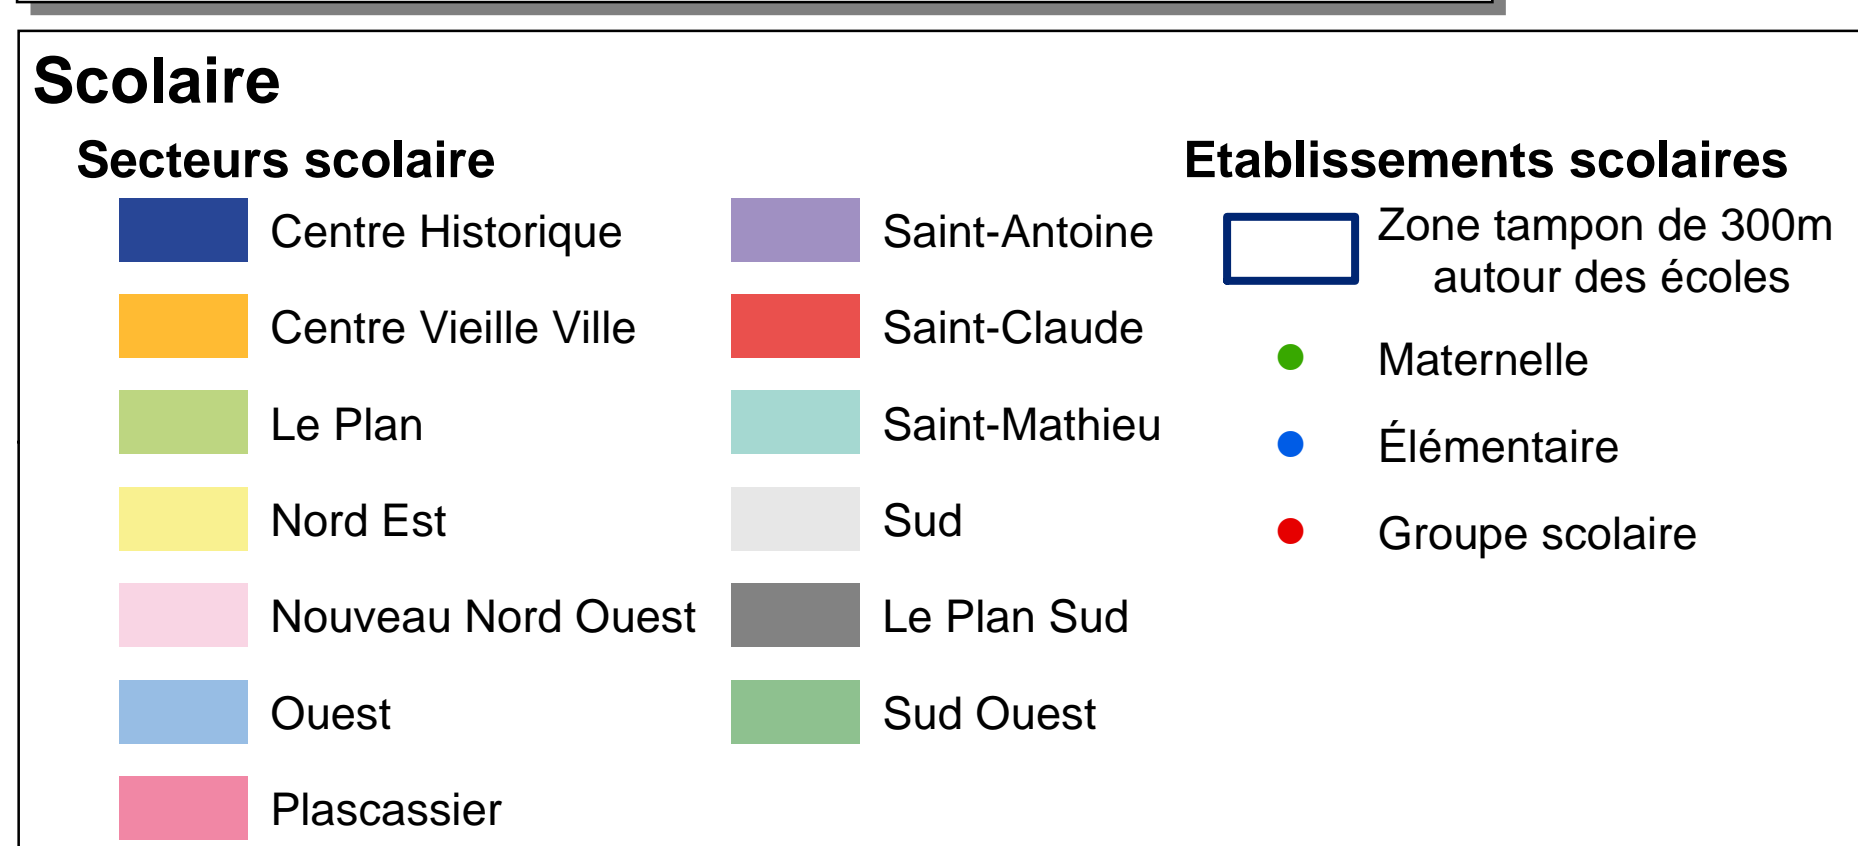 Scolaire
Secteurs scolaire
Centre Historique
Centre Vieille Ville
Le Plan
Nord Est
Nouveau Nord Ouest
Ouest
Plascassier
Saint-Antoine
Saint-Claude
Saint-Mathieu
Sud
Le Plan Sud
Sud Ouest
Etablissements scolaires
Zone tampon de 300m
autour des écoles
Maternelle
Élémentaire
Groupe scolaire